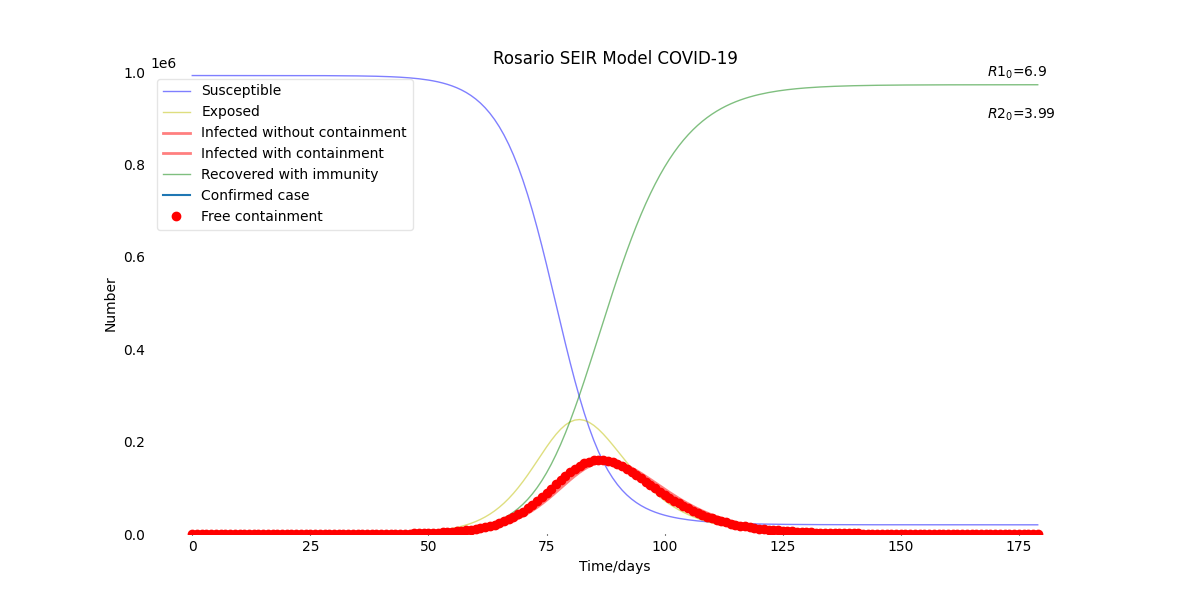 Rosario SEIR Model COVID-19
1e6
1.0
0.8
0.6
0.4
0.2
0.0
Number
Susceptible
Exposed
Infected without containment
Infected with containment
Recovered with immunity
Confirmed case
Free containment
R1₀=6.9
R2₀=3.99
0 25 50 75 100 125 150 175
Time/days